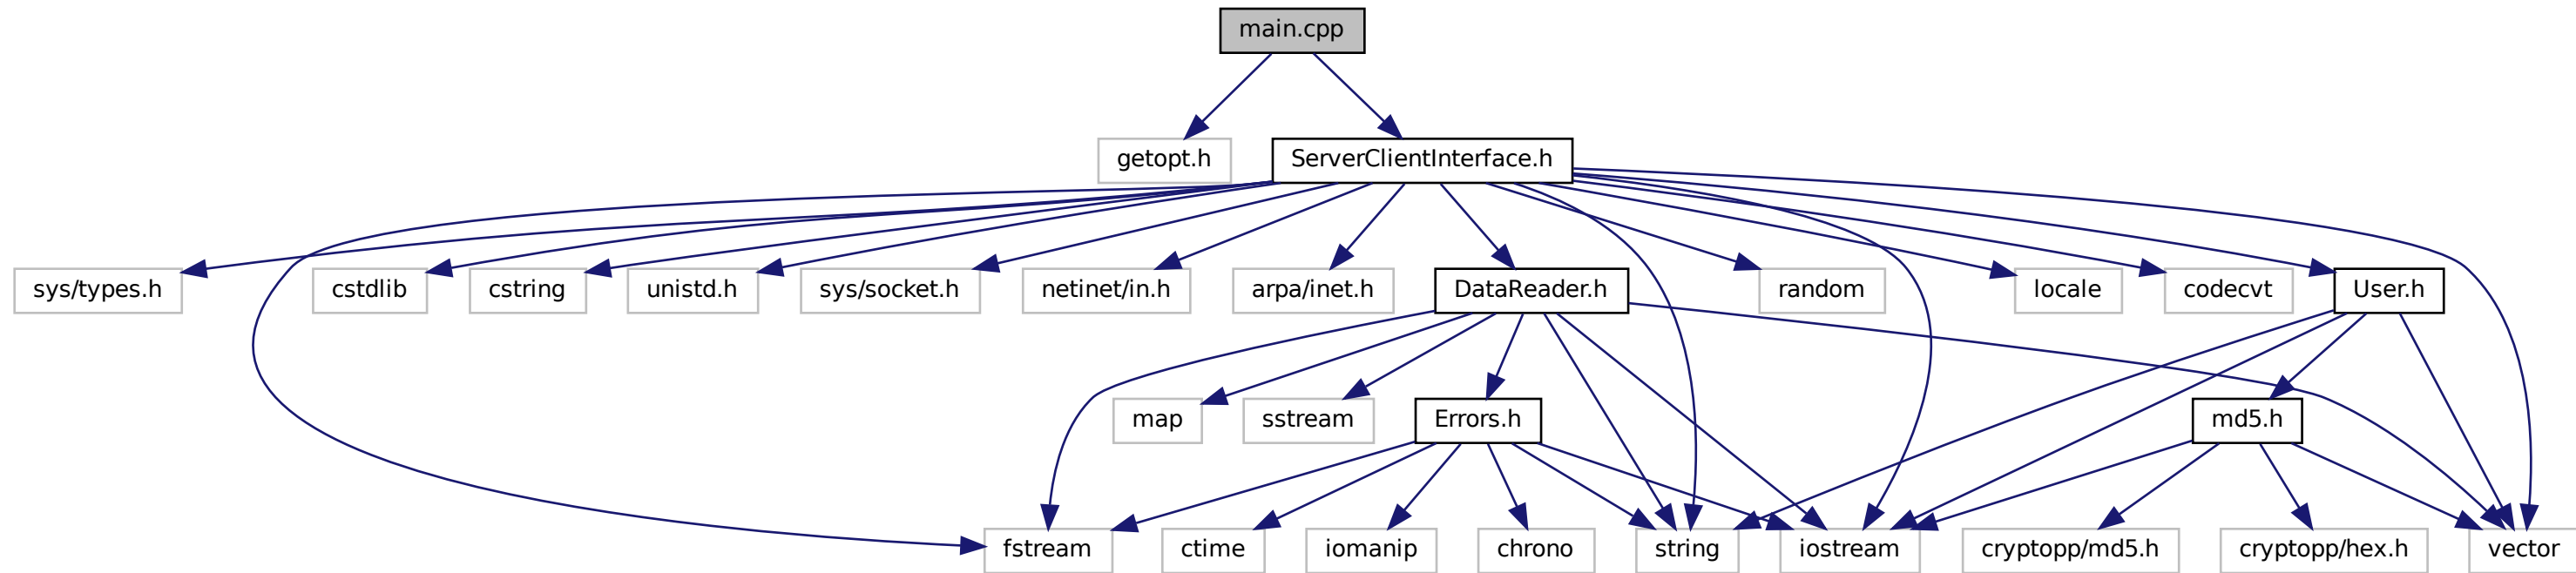 main.cpp
getopt.h
ServerClientInterface.h
sys/types.h
cstdlib
cstring
unistd.h
sys/socket.h
netinet/in.h
arpa/inet.h
DataReader.h
random
locale
codecvt
User.h
map
sstream
Errors.h
md5.h
fstream
ctime
iomanip
chrono
string
iostream
cryptopp/md5.h
cryptopp/hex.h
vector